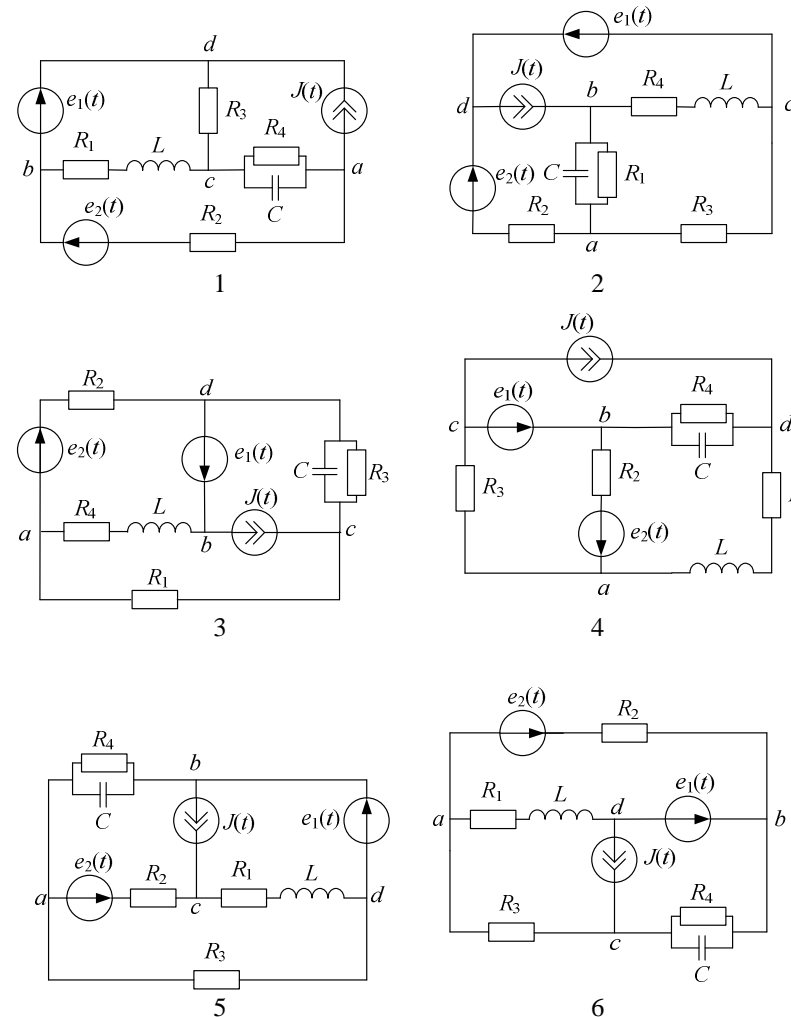 d
e₁(t)
R₃
J(t)
R₁
L
R₄
b
c
a
C
e₂(t)
R₂
1
e₁(t)
J(t)
b
R₄
L
d
c
C
R₁
e₂(t)
R₂
R₃
a
2
R₂
d
e₂(t)
e₁(t)
C
R₃
R₄
L
J(t)
a
b
c
R₁
3
J(t)
e₁(t)
R₄
c
b
d
C
R₃
R₂
e₂(t)
L
a
4
R₄
b
C
J(t)
e₁(t)
e₂(t)
R₂
R₁
L
a
c
d
R₃
5
e₂(t)
R₂
e₁(t)
R₁
L
d
a
b
J(t)
R₃
R₄
c
C
6